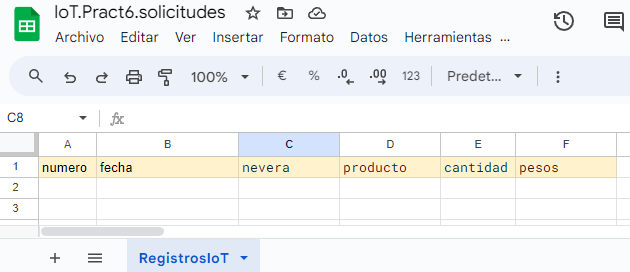 IoT.Pract6.solicitudes
Archivo Editar Ver Insertar Formato Datos Herramientas ...
100% € % .0 .00 123 Predet...
C8 fx
A B C D E F
1 numero fecha nevera producto cantidad pesos
2
3
+ RegistrosIoT